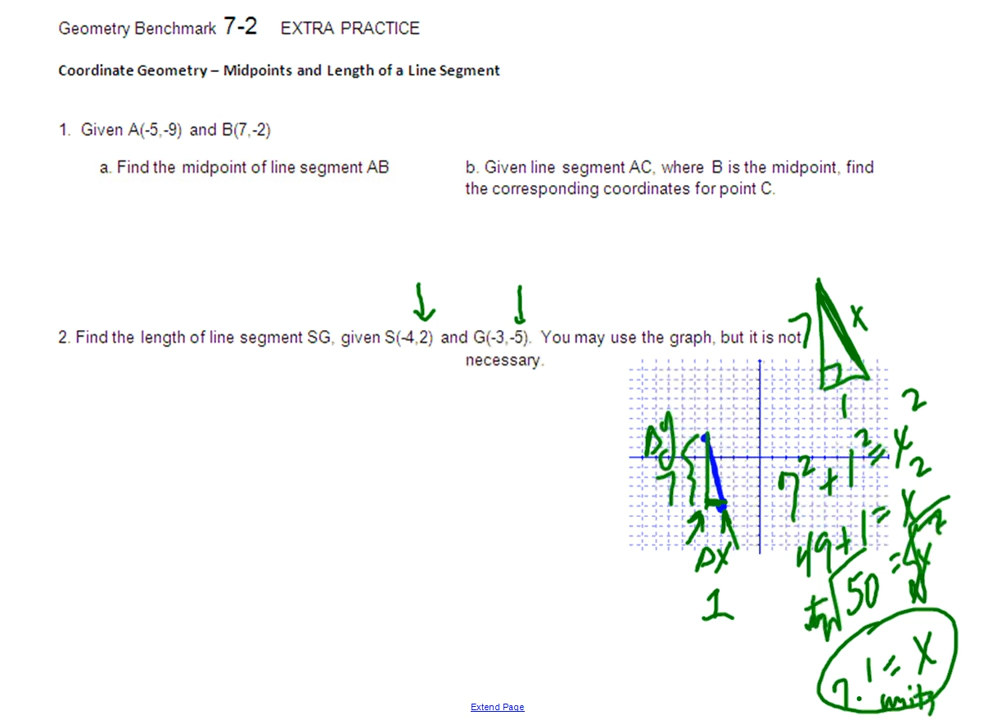 Geometry Benchmark 7-2 EXTRA PRACTICE
Coordinate Geometry – Midpoints and Length of a Line Segment
1. Given A(-5,-9) and B(7,-2)
a. Find the midpoint of line segment AB
b. Given line segment AC, where B is the midpoint, find
the corresponding coordinates for point C.
2. Find the length of line segment SG, given S(-4,2) and G(-3,-5). You may use the graph, but it is not
necessary.
7 x
1
Δy
7
Δx
1
7² + 1² = x²
49+1 = x²
√50 = x
7.1 = x
units
Extend Page